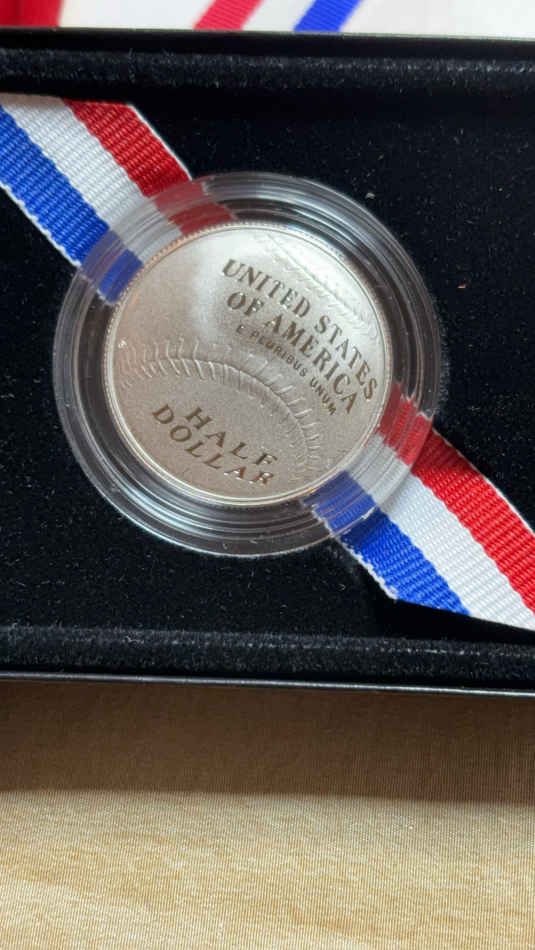 UNITED STATES
OF AMERICA
E PLURIBUS UNUM
HALF
DOLLAR